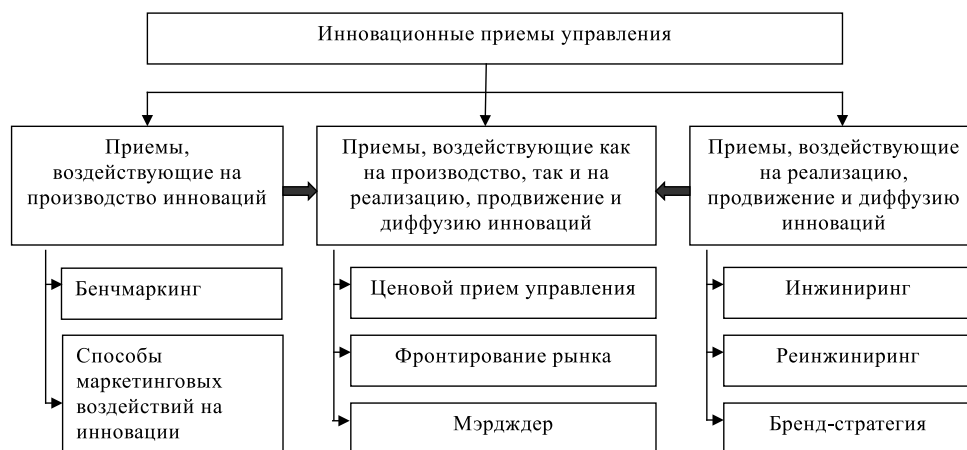 Инновационные приемы управления
Приемы,
воздействующие на
производство инноваций
Приемы, воздействующие как
на производство, так и на
реализацию, продвижение и
диффузию инноваций
Приемы, воздействующие
на реализацию,
продвижение и диффузию
инноваций
Бенчмаркинг
Способы
маркетинговых
воздействий на
инновации
Ценовой прием управления
Фронтирование рынка
Мэрдждер
Инжиниринг
Реинжиниринг
Бренд-стратегия